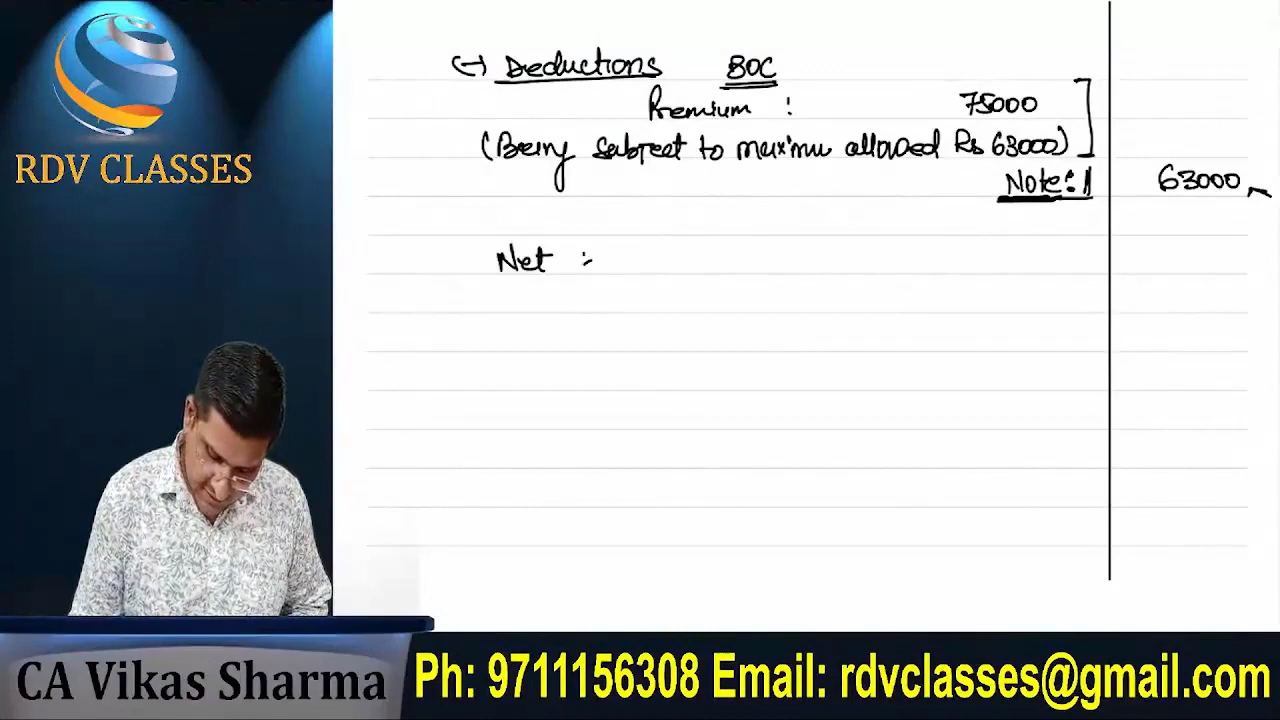 RDV CLASSES
(-) Deductions 80C
Premium : 75000
(Being subject to maximu allowed Rs 63000)
Note: 1 63000
Net :
CA Vikas Sharma
Ph: 9711156308 Email: rdvclasses@gmail.com